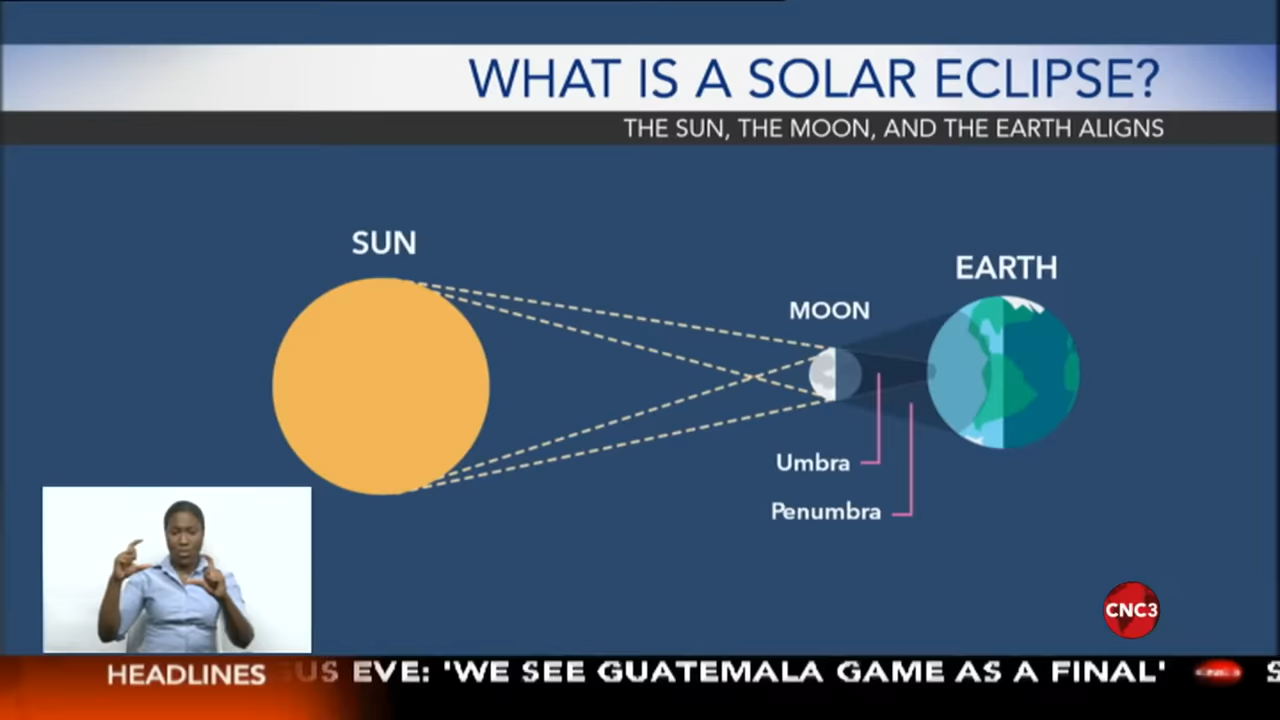 WHAT IS A SOLAR ECLIPSE?
THE SUN, THE MOON, AND THE EARTH ALIGNS
SUN
EARTH
MOON
Umbra
Penumbra
CNC3
HEADLINES
EVE: 'WE SEE GUATEMALA GAME AS A FINAL'